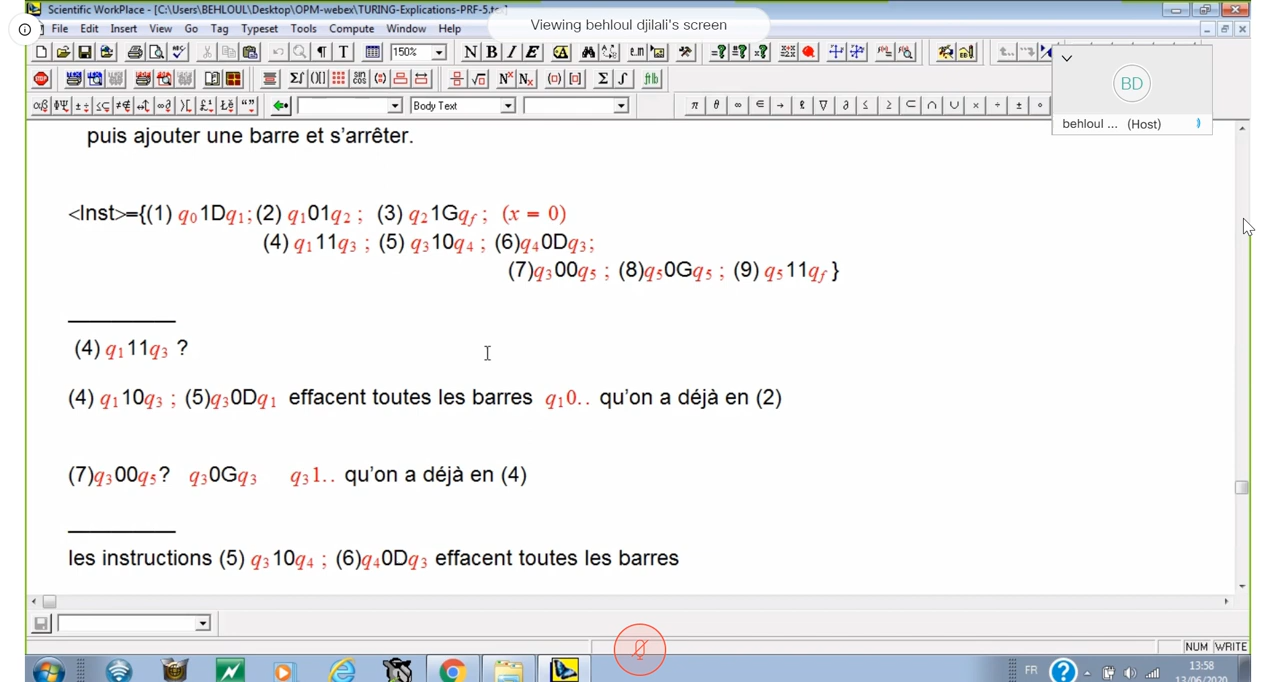 Scientific WorkPlace - [C:\Users\BEHLOUL\Desktop\OPM-webex\TURING-Explications-PRF-5.te
Viewing behloul djilali's screen
File Edit Insert View Go Tag Typeset Tools Compute Window Help
150%
Body Text
BD
behloul ... (Host)
puis ajouter une barre et s'arrêter.
<Inst>={(1) q₀1Dq₁; (2) q₁01q₂ ; (3) q₂1Gq_f ; (x = 0)
(4) q₁11q₃ ; (5) q₃10q₄ ; (6)q₄0Dq₃;
(7)q₃00q₅ ; (8)q₅0Gq₅ ; (9) q₅11q_f }
(4) q₁11q₃ ?
(4) q₁10q₃ ; (5)q₃0Dq₁ effacent toutes les barres q₁0.. qu'on a déjà en (2)
(7)q₃00q₅? q₃0Gq₃ q₃1.. qu'on a déjà en (4)
les instructions (5) q₃10q₄ ; (6)q₄0Dq₃ effacent toutes les barres
NUM WRITE
FR
13:58
13/06/2020